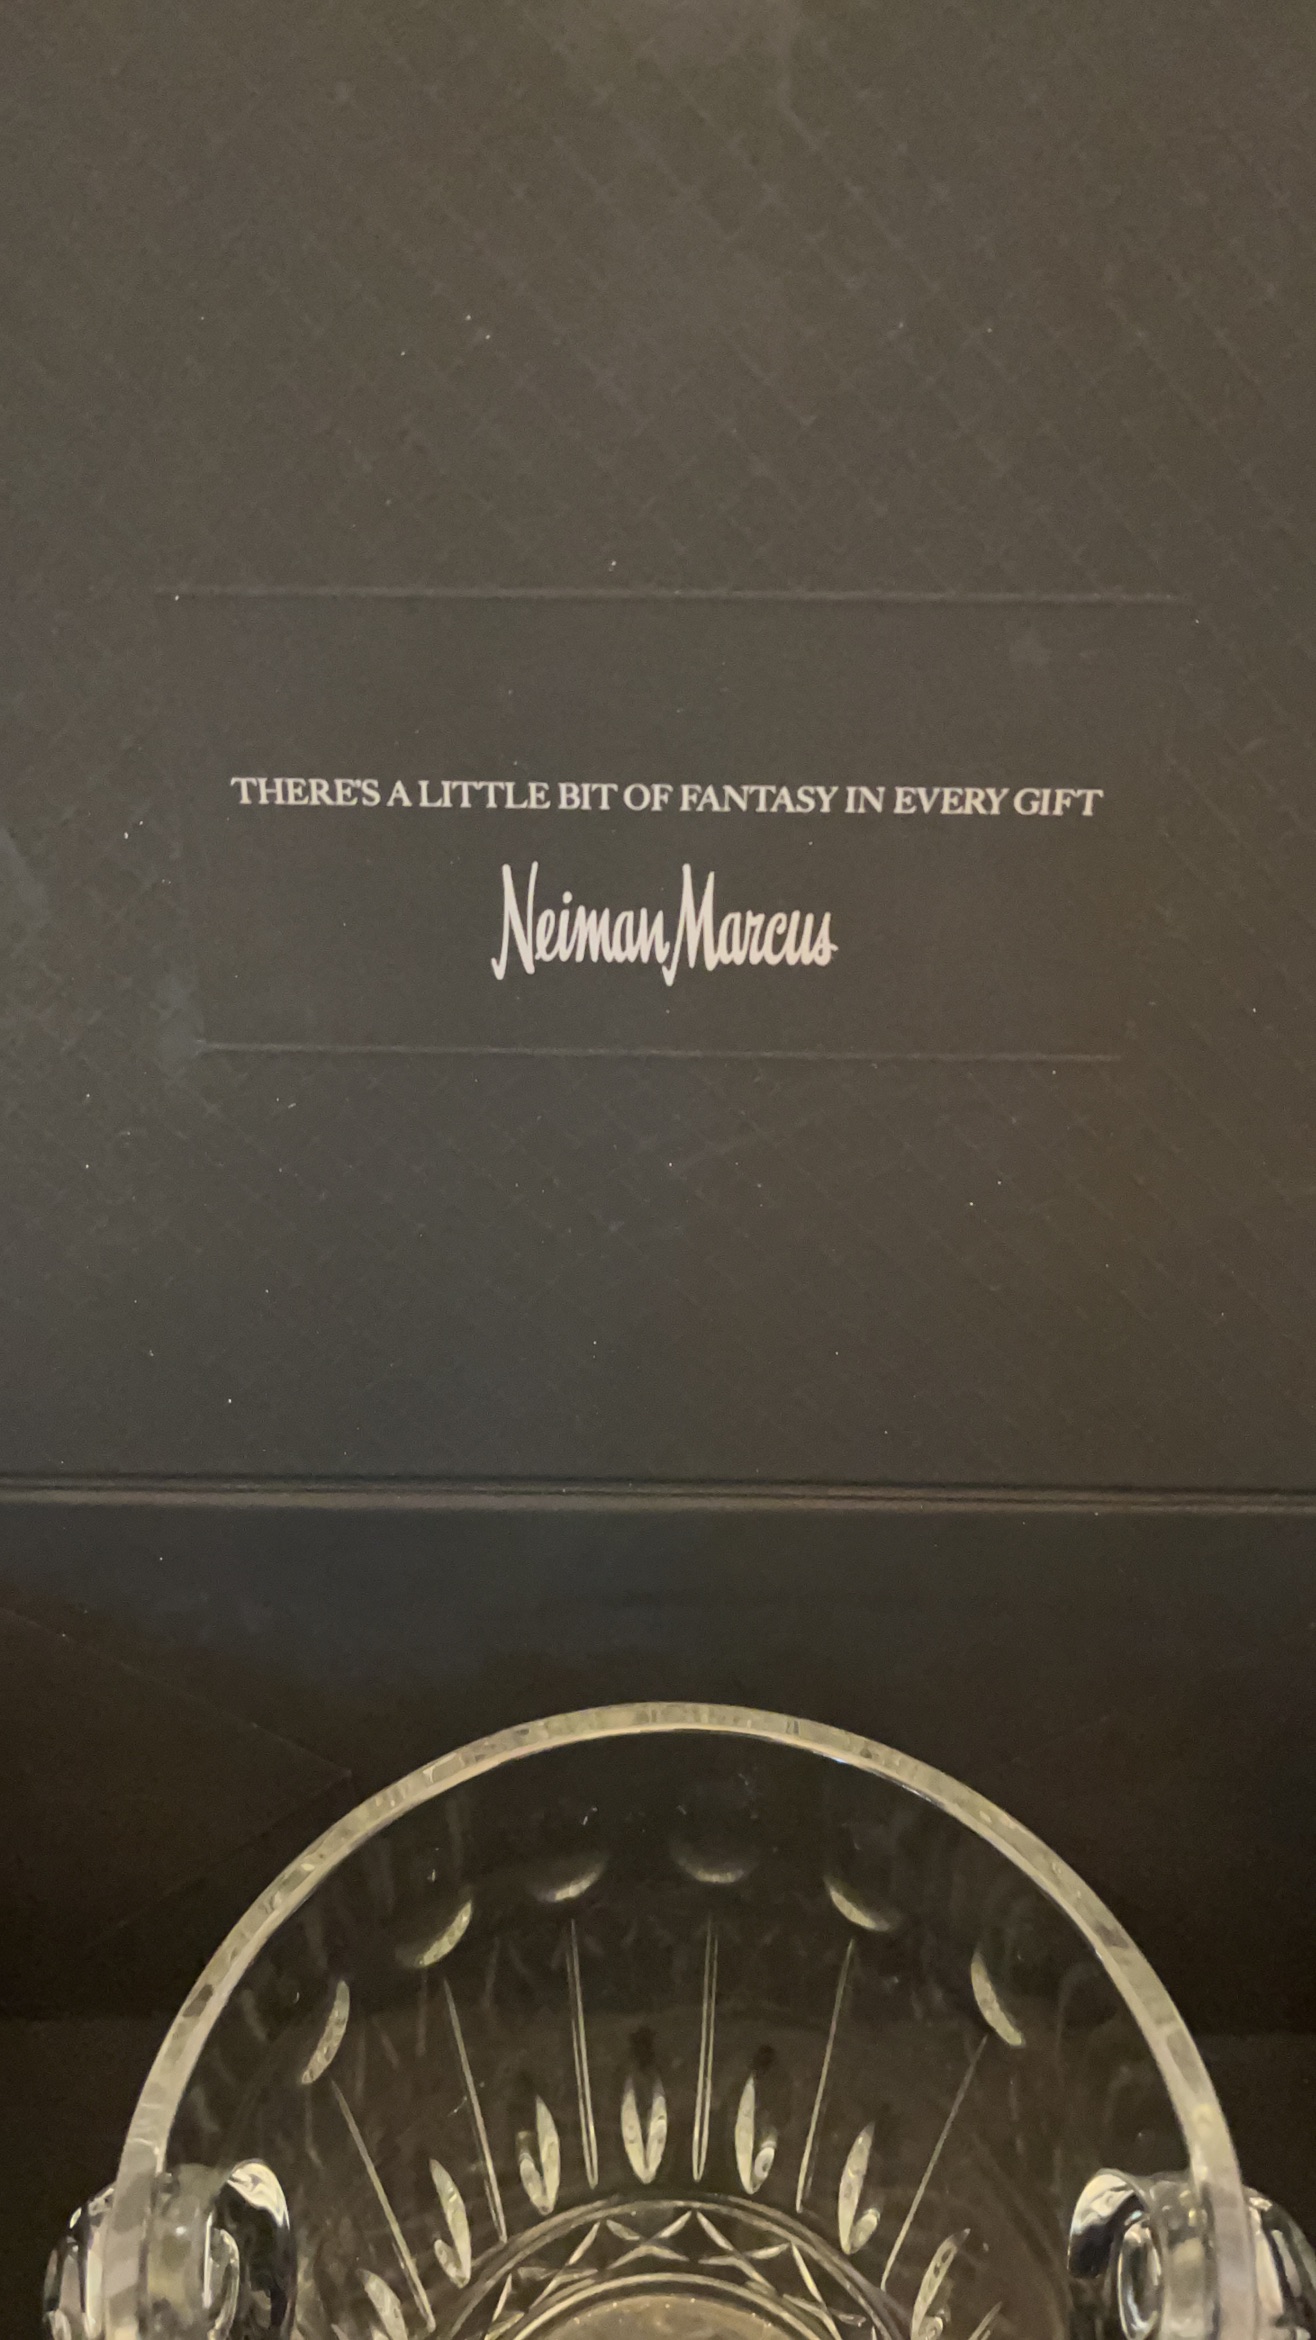 THERE'S A LITTLE BIT OF FANTASY IN EVERY GIFT
Neiman Marcus